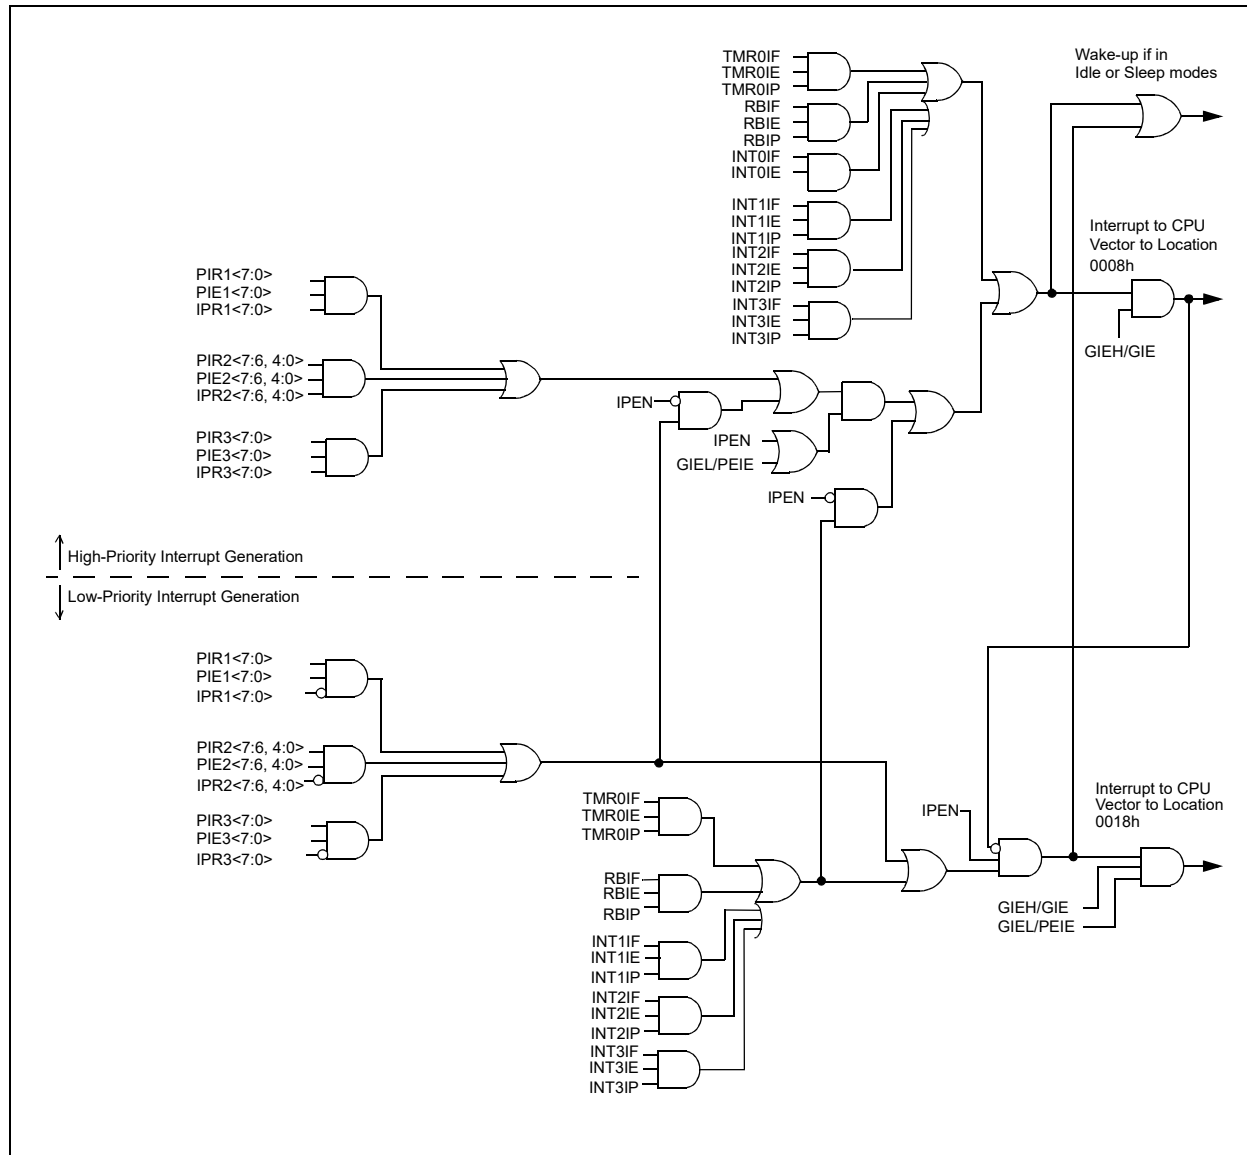 TMR0IF
TMR0IE
TMR0IP
RBIF
RBIE
RBIP
INT0IF
INT0IE
INT1IF
INT1IE
INT1IP
INT2IF
INT2IE
INT2IP
INT3IF
INT3IE
INT3IP
Wake-up if in
Idle or Sleep modes
Interrupt to CPU
Vector to Location
0008h
GIEH/GIE
PIR1<7:0>
PIE1<7:0>
IPR1<7:0>
PIR2<7:6, 4:0>
PIE2<7:6, 4:0>
IPR2<7:6, 4:0>
PIR3<7:0>
PIE3<7:0>
IPR3<7:0>
IPEN
IPEN
GIEL/PEIE
IPEN
High-Priority Interrupt Generation
Low-Priority Interrupt Generation
PIR1<7:0>
PIE1<7:0>
IPR1<7:0>
PIR2<7:6, 4:0>
PIE2<7:6, 4:0>
IPR2<7:6, 4:0>
PIR3<7:0>
PIE3<7:0>
IPR3<7:0>
TMR0IF
TMR0IE
TMR0IP
RBIF
RBIE
RBIP
INT1IF
INT1IE
INT1IP
INT2IF
INT2IE
INT2IP
INT3IF
INT3IE
INT3IP
IPEN
Interrupt to CPU
Vector to Location
0018h
GIEH/GIE
GIEL/PEIE